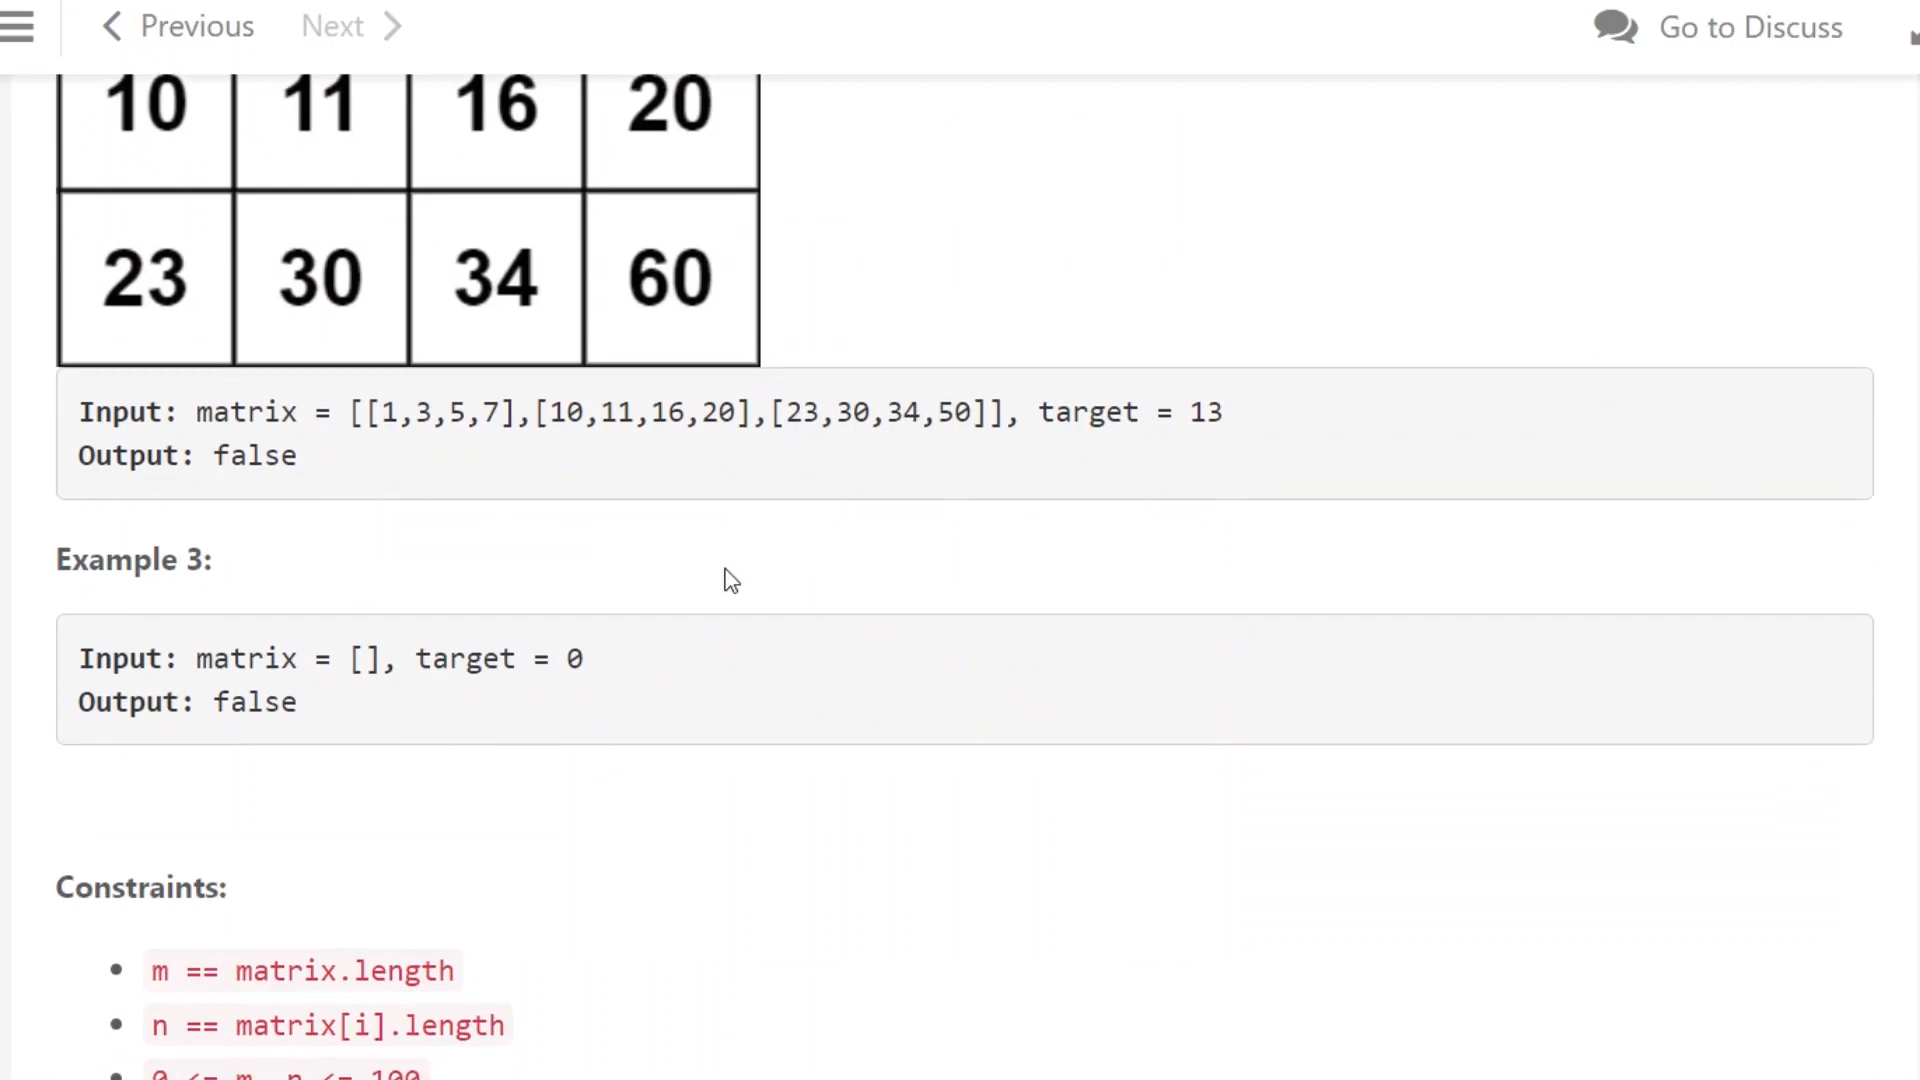 Previous Next Go to Discuss
10 11 16 20
23 30 34 60
Input: matrix = [[1,3,5,7],[10,11,16,20],[23,30,34,50]], target = 13
Output: false
Example 3:
Input: matrix = [], target = 0
Output: false
Constraints:
• m == matrix.length
• n == matrix[i].length
• 0 <= m, n <= 100